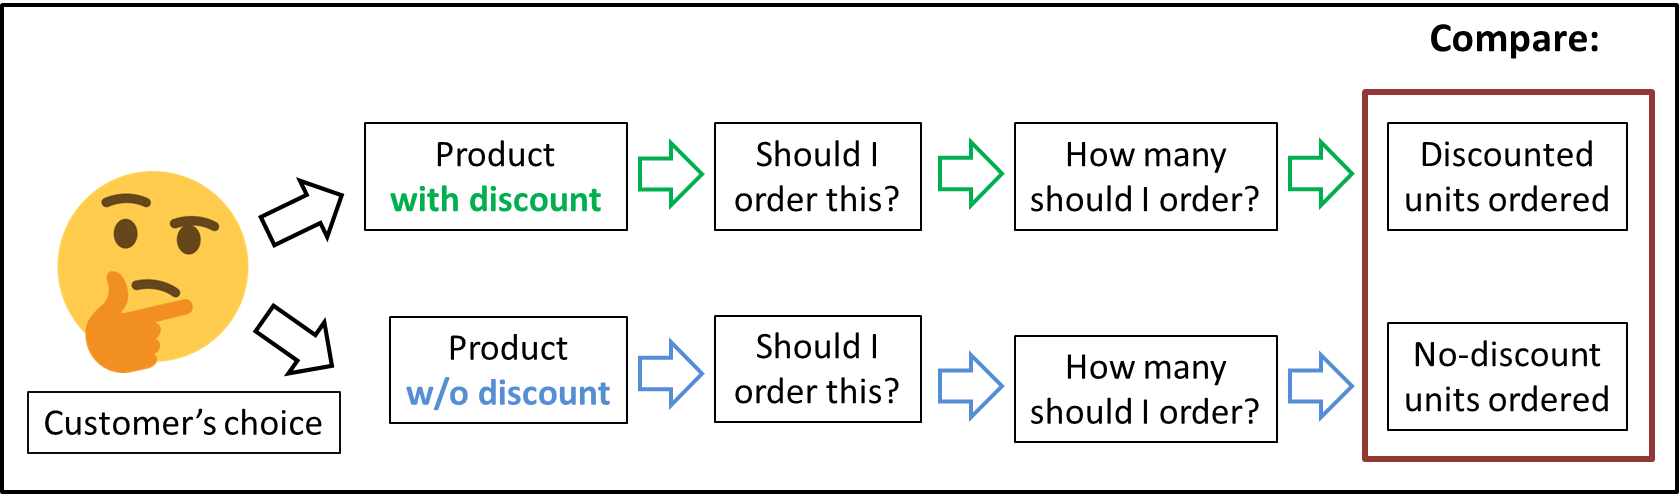 Compare:
Product
with discount
Should I
order this?
How many
should I order?
Discounted
units ordered
Product
w/o discount
Should I
order this?
How many
should I order?
No-discount
units ordered
Customer’s choice